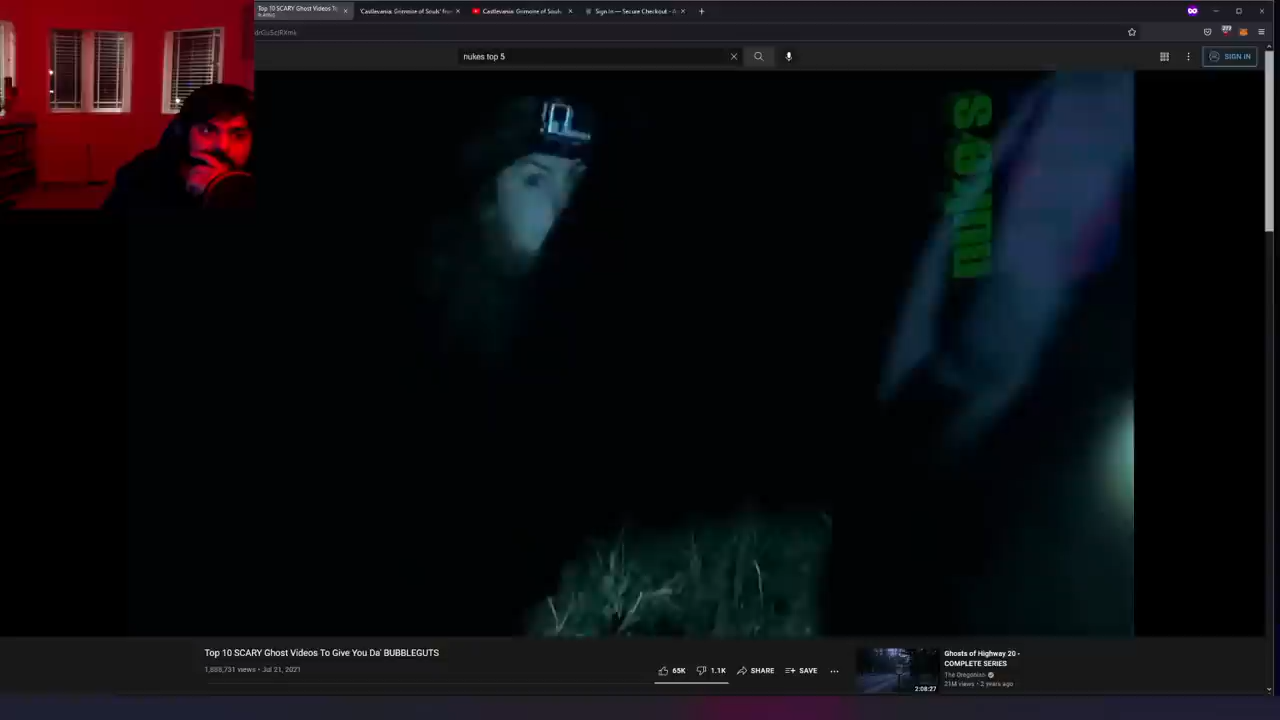 Top 10 SCARY Ghost Videos To
'Castlevania: Grimoire of Souls' fro
Castlevania: Grimoire of Souls
Sign In — Secure Checkout
nukes top 5
SIGN IN
nuke's
Top 10 SCARY Ghost Videos To Give You Da' BUBBLEGUTS
1,888,731 views • Jul 21, 2021
65K
1.1K
SHARE
SAVE
Ghosts of Highway 20 -
COMPLETE SERIES
The Oregonian
21M views • 2 years ago
2:08:27